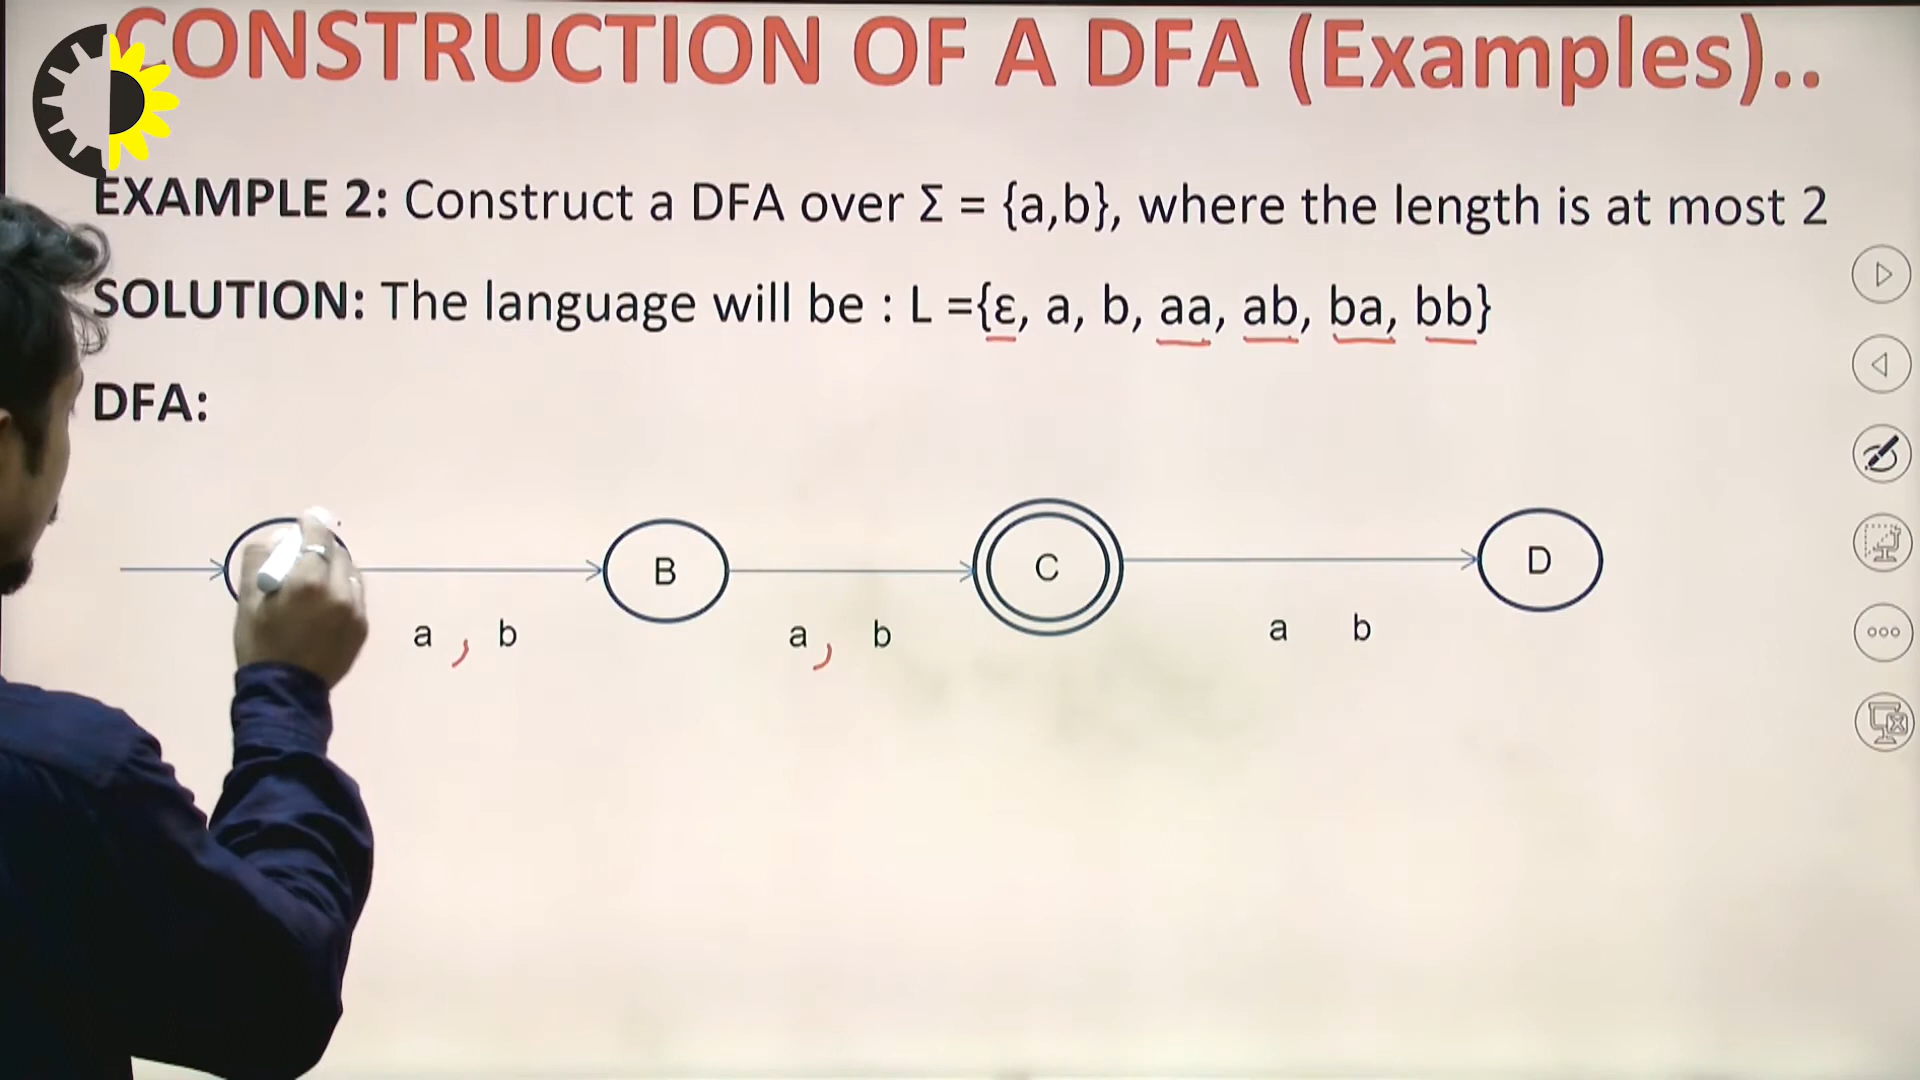 CONSTRUCTION OF A DFA (Examples)..
EXAMPLE 2: Construct a DFA over Σ = {a,b}, where the length is at most 2
SOLUTION: The language will be : L ={ε, a, b, aa, ab, ba, bb}
DFA:
B C D
a , b a , b a b